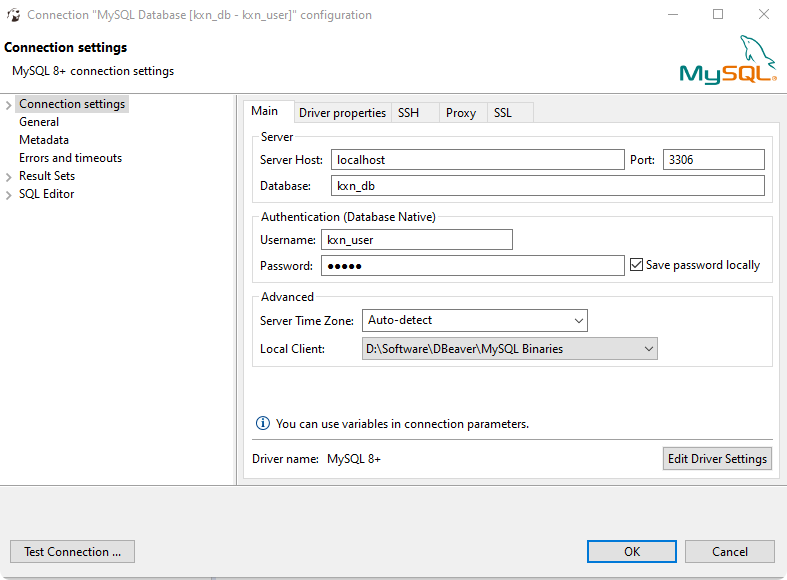 Connection "MySQL Database [kxn_db - kxn_user]" configuration
Connection settings
MySQL 8+ connection settings
MySQL®
Connection settings
General
Metadata
Errors and timeouts
Result Sets
SQL Editor
Main Driver properties SSH Proxy SSL
Server
Server Host: localhost Port: 3306
Database: kxn_db
Authentication (Database Native)
Username: kxn_user
Password: ●●●●● Save password locally
Advanced
Server Time Zone: Auto-detect
Local Client: D:\Software\DBeaver\MySQL Binaries
You can use variables in connection parameters.
Driver name: MySQL 8+ Edit Driver Settings
Test Connection ... OK Cancel